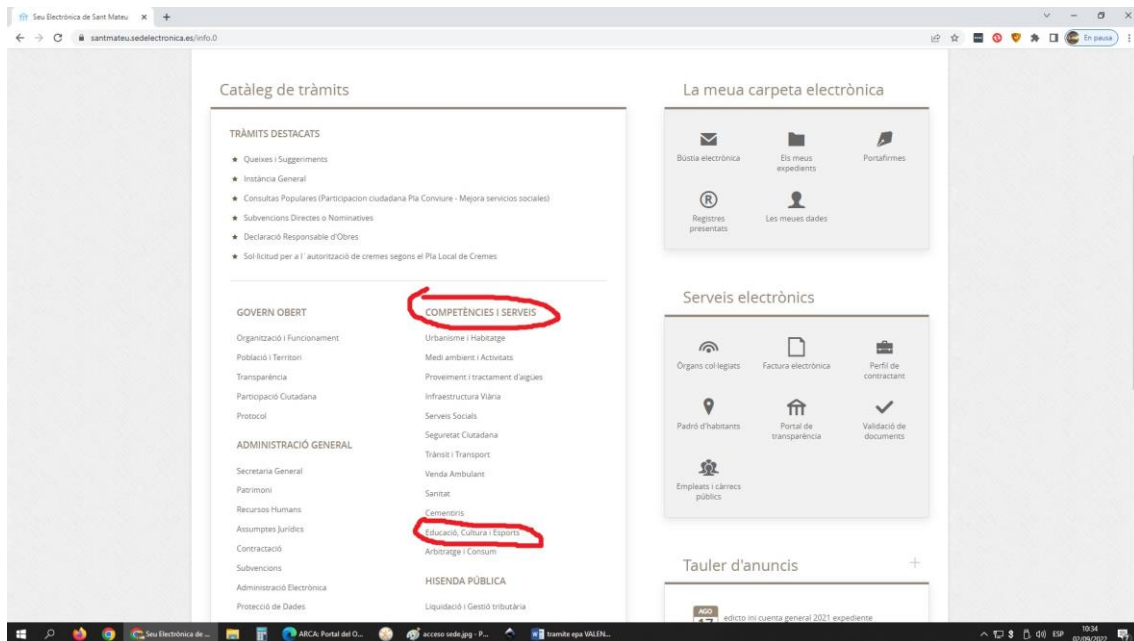 Seu Electrònica de Sant Mateu
santmateu.sedelectronica.es/info.0
En pausa
Catàleg de tràmits
TRÀMITS DESTACATS
Queixes i Suggeriments
Instància General
Consultas Populares (Participacion ciudadana Pla Conviure - Mejora servicios sociales)
Subvencions Directes o Nominatives
Declaració Responsable d'Obres
Sol·licitud per a l´autorització de cremes segons el Pla Local de Cremes
GOVERN OBERT
Organització i Funcionament
Població i Territori
Transparència
Participació Ciutadana
Protocol
ADMINISTRACIÓ GENERAL
Secretaria General
Patrimoni
Recursos Humans
Assumptes Jurídics
Contractació
Subvencions
Administració Electrònica
Protecció de Dades
COMPETÈNCIES I SERVEIS
Urbanisme i Habitatge
Medi ambient i Activitats
Proveïment i tractament d'aigües
Infraestructura Viària
Serveis Socials
Seguretat Ciutadana
Trànsit i Transport
Venda Ambulant
Sanitat
Cementiris
Educació, Cultura i Esports
Arbitratge i Consum
HISENDA PÚBLICA
Liquidació i Gestió tributària
La meua carpeta electrònica
Bústia electrònica
Els meus
expedients
Portafirmes
Registres
presentats
Les meues dades
Serveis electrònics
Òrgans col·legiats
Factura electrònica
Perfil de
contractant
Padró d'habitants
Portal de
transparència
Validació de
documents
Empleats i càrrecs
públics
Tauler d'anuncis
AGO
17
edicto ini cuenta general 2021 expediente
Seu Electrònica de ...
ARCA: Portal del O...
acceso sede.jpg - P...
tramite epa VALEN...
ESP
10:34
02/09/2022